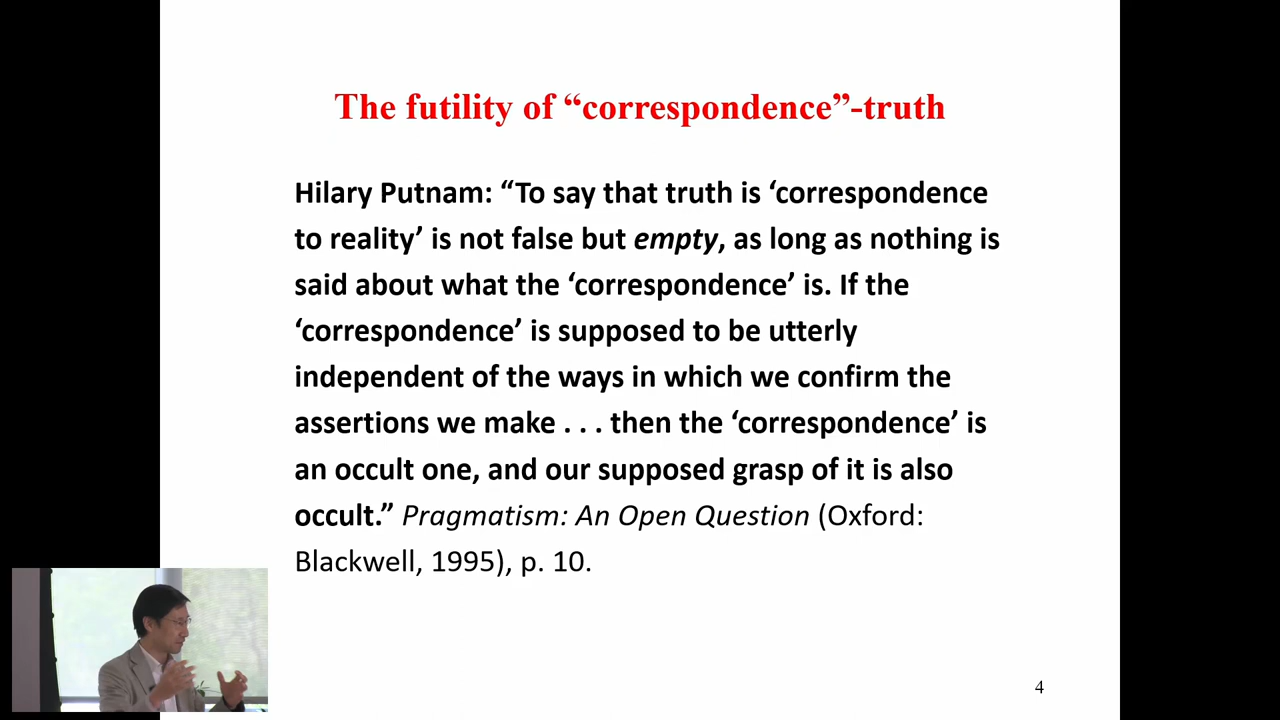 The futility of “correspondence”-truth
Hilary Putnam: “To say that truth is ‘correspondence
to reality’ is not false but empty, as long as nothing is
said about what the ‘correspondence’ is. If the
‘correspondence’ is supposed to be utterly
independent of the ways in which we confirm the
assertions we make . . . then the ‘correspondence’ is
an occult one, and our supposed grasp of it is also
occult.” Pragmatism: An Open Question (Oxford:
Blackwell, 1995), p. 10.
4